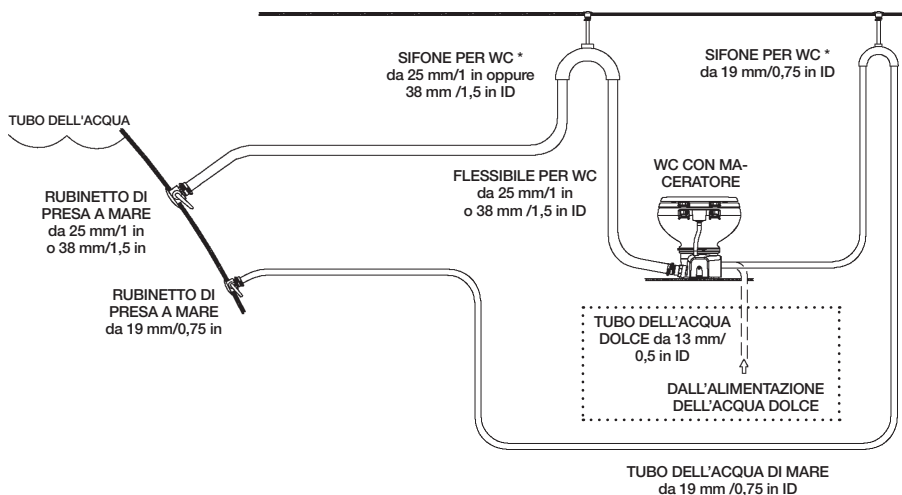 SIFONE PER WC *
da 25 mm/1 in oppure
38 mm /1,5 in ID
SIFONE PER WC *
da 19 mm/0,75 in ID
TUBO DELL'ACQUA
FLESSIBILE PER WC
da 25 mm/1 in
o 38 mm /1,5 in ID
WC CON MA-
CERATORE
RUBINETTO DI
PRESA A MARE
da 25 mm/1 in
o 38 mm/1,5 in
RUBINETTO DI
PRESA A MARE
da 19 mm/0,75 in
TUBO DELL'ACQUA
DOLCE da 13 mm/
0,5 in ID
DALL'ALIMENTAZIONE
DELL'ACQUA DOLCE
TUBO DELL'ACQUA DI MARE
da 19 mm /0,75 in ID